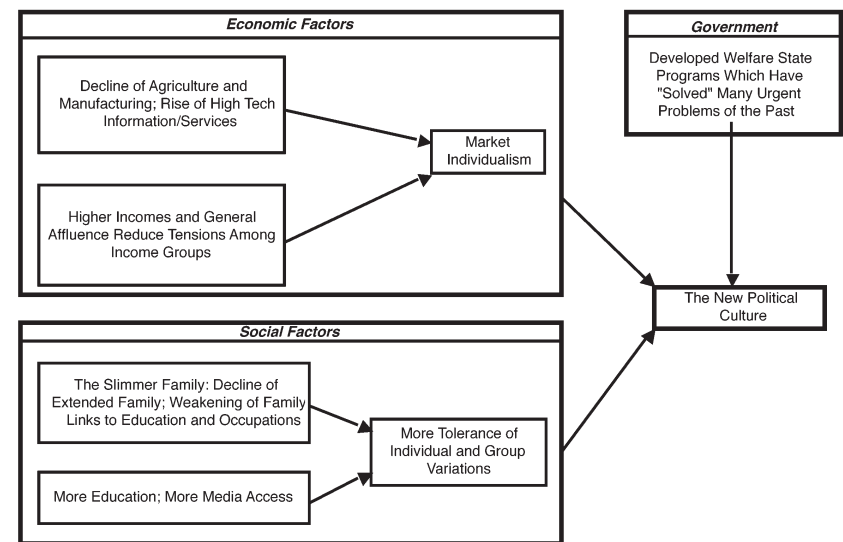 Economic Factors
Decline of Agriculture and
Manufacturing; Rise of High Tech
Information/Services
Market
Individualism
Higher Incomes and General
Affluence Reduce Tensions Among
Income Groups
Government
Developed Welfare State
Programs Which Have
"Solved" Many Urgent
Problems of the Past
The New Political
Culture
Social Factors
The Slimmer Family: Decline of
Extended Family; Weakening of Family
Links to Education and Occupations
More Tolerance of
Individual and Group
Variations
More Education; More Media Access